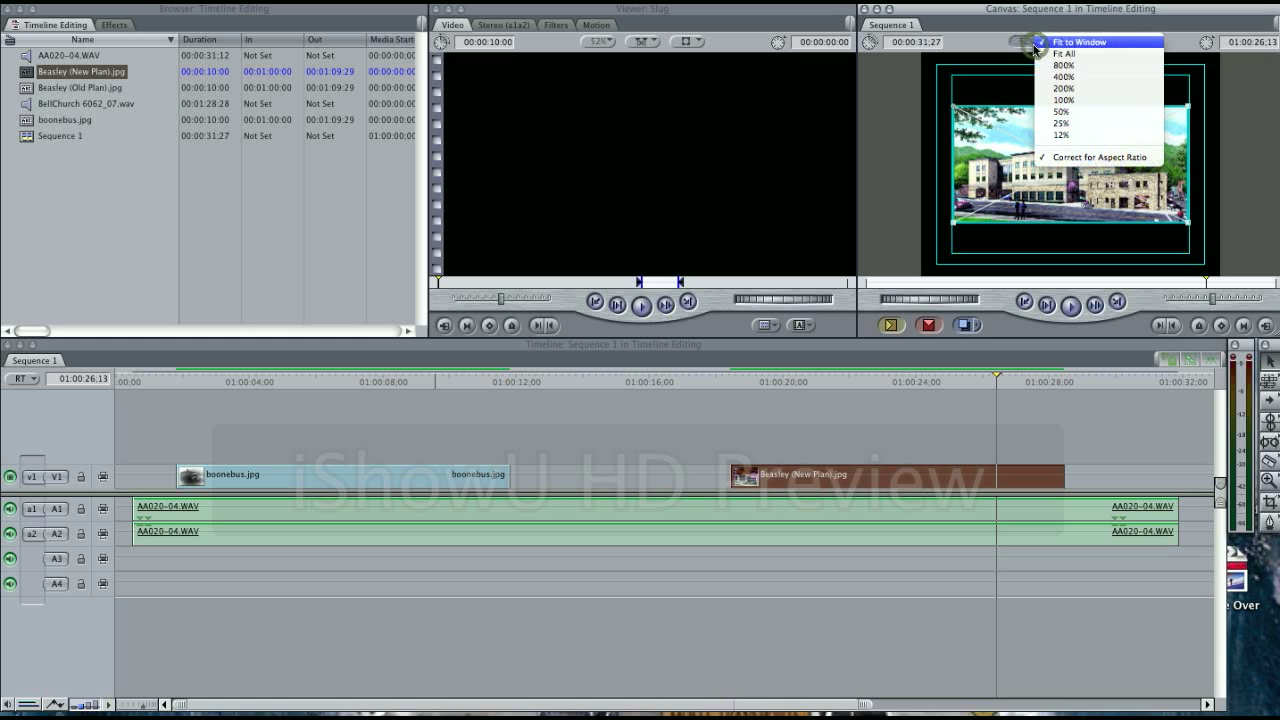 Browser: Timeline Editing
Timeline Editing Effects
Name Duration In Out Media Start
AA020-04.WAV 00:00:31;12 Not Set Not Set 00:00:00;00
Beasley (New Plan).jpg 00:00:10:00 00:01:00:00 00:01:09:29 00:00:00:00
Beasley (Old Plan).jpg 00:00:10:00 00:01:00:00 00:01:09:29 00:00:00:00
BellChurch 6062_07.wav 00:01:28:28 Not Set Not Set 00:00:00:00
boonebus.jpg 00:00:10:00 00:01:00:00 00:01:09:29 00:00:00:00
Sequence 1 00:00:31;27 Not Set Not Set 01:00:00;00
Viewer: Slug
Video Stereo (a1a2) Filters Motion
00:00:10:00 52% 00:00:00:00
Canvas: Sequence 1 in Timeline Editing
Sequence 1
00:00:31;27 01:00:26;13
Fit to Window
Fit All
800%
400%
200%
100%
50%
25%
12%
Correct for Aspect Ratio
Timeline: Sequence 1 in Timeline Editing
Sequence 1
RT 01:00:26;13 :00;00 01:00:04;00 01:00:08;00 01:00:12;00 01:00:16;00 01:00:20;00 01:00:24;00 01:00:28;00 01:00:32;00
v1 V1 boonebus.jpg boonebus.jpg Beasley (New Plan).jpg
iShowU HD Preview
a1 A1 AA020-04.WAV AA020-04.WAV
a2 A2 AA020-04.WAV AA020-04.WAV
A3
A4
e Over